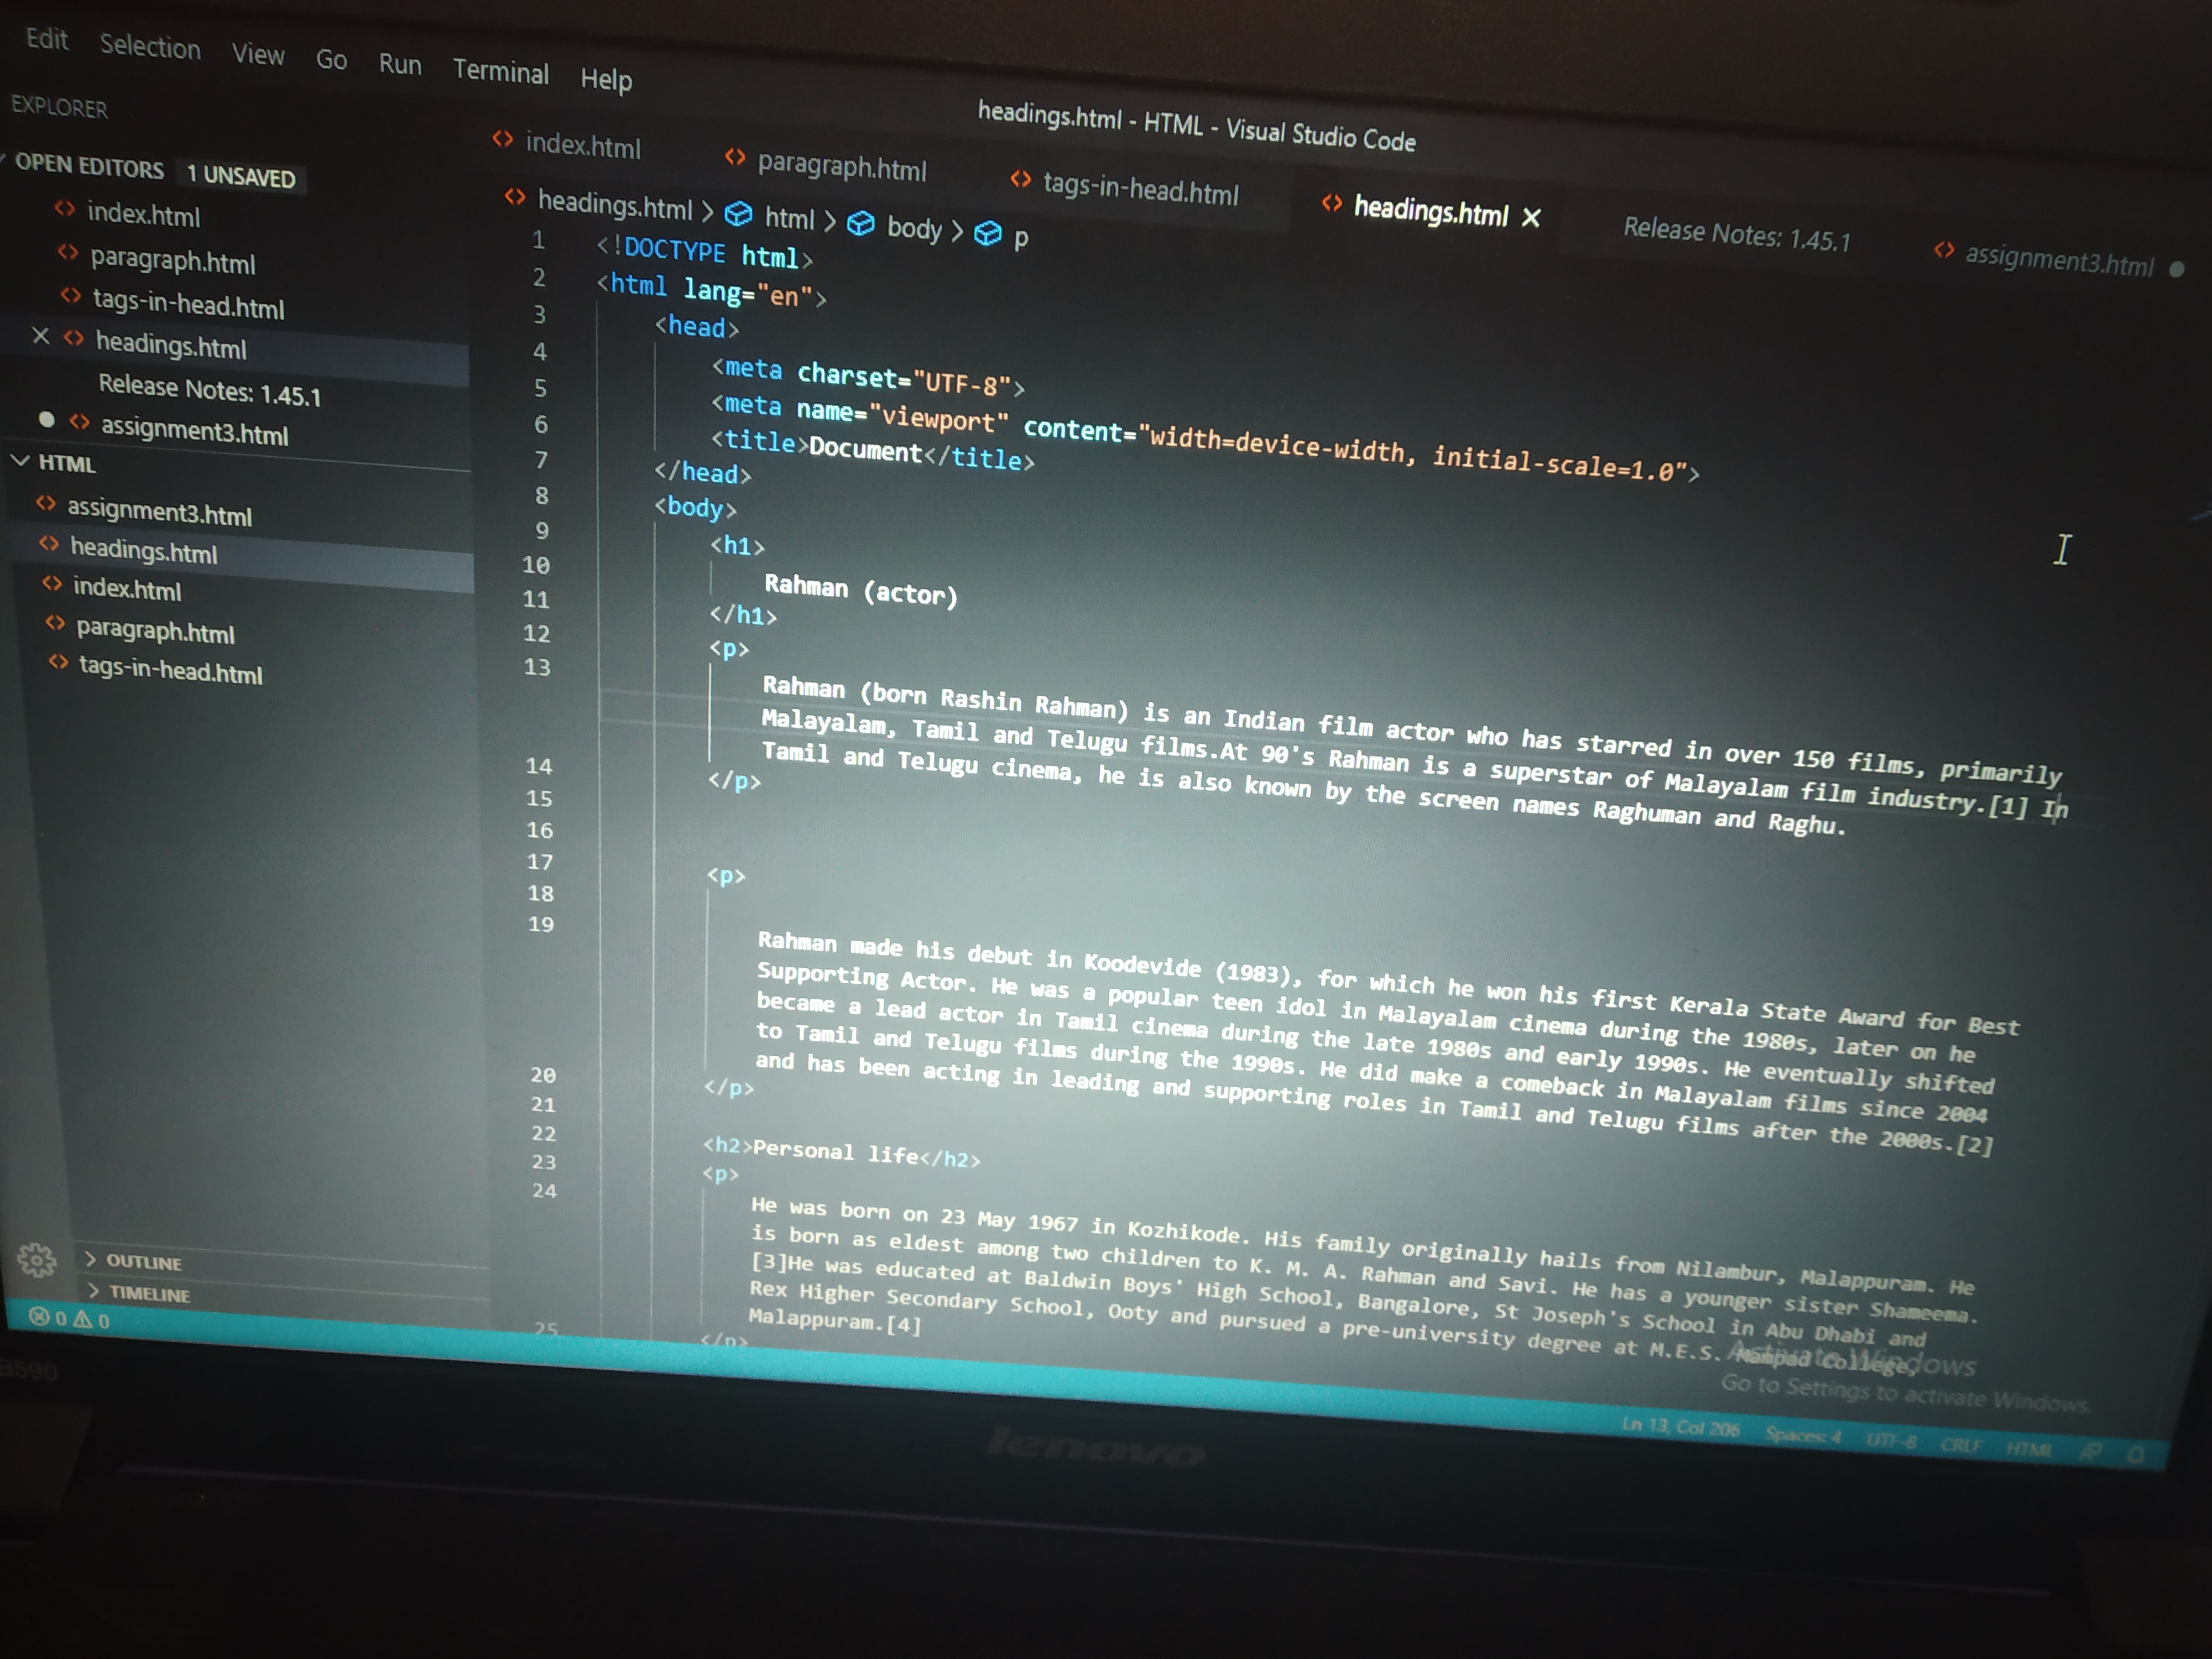 Edit Selection View Go Run Terminal Help
headings.html - HTML - Visual Studio Code
EXPLORER
OPEN EDITORS 1 UNSAVED
index.html
paragraph.html
tags-in-head.html
headings.html
Release Notes: 1.45.1
assignment3.html
HTML
assignment3.html
headings.html
index.html
paragraph.html
tags-in-head.html
OUTLINE
TIMELINE
index.html paragraph.html tags-in-head.html headings.html Release Notes: 1.45.1 assignment3.html
headings.html > html > body > p
1 <!DOCTYPE html>
2 <html lang="en">
3 <head>
4 <meta charset="UTF-8">
5 <meta name="viewport" content="width=device-width, initial-scale=1.0">
6 <title>Document</title>
7 </head>
8 <body>
9 <h1>
10 Rahman (actor)
11 </h1>
12 <p>
13 Rahman (born Rashin Rahman) is an Indian film actor who has starred in over 150 films, primarily
Malayalam, Tamil and Telugu films.At 90's Rahman is a superstar of Malayalam film industry.[1] In
Tamil and Telugu cinema, he is also known by the screen names Raghuman and Raghu.
14 </p>
15
16
17 <p>
18
19 Rahman made his debut in Koodevide (1983), for which he won his first Kerala State Award for Best
Supporting Actor. He was a popular teen idol in Malayalam cinema during the 1980s, later on he
became a lead actor in Tamil cinema during the late 1980s and early 1990s. He eventually shifted
to Tamil and Telugu films during the 1990s. He did make a comeback in Malayalam films since 2004
and has been acting in leading and supporting roles in Tamil and Telugu films after the 2000s.[2]
20 </p>
21
22 <h2>Personal life</h2>
23 <p>
24 He was born on 23 May 1967 in Kozhikode. His family originally hails from Nilambur, Malappuram. He
is born as eldest among two children to K. M. A. Rahman and Savi. He has a younger sister Shameema.
[3]He was educated at Baldwin Boys' High School, Bangalore, St Joseph's School in Abu Dhabi and
Rex Higher Secondary School, Ooty and pursued a pre-university degree at M.E.S. Mampad College,
Malappuram.[4]
25 </p>
Activate Windows
Go to Settings to activate Windows.
0 0
Ln 13, Col 206 Spaces: 4 UTF-8 CRLF HTML
B590
lenovo